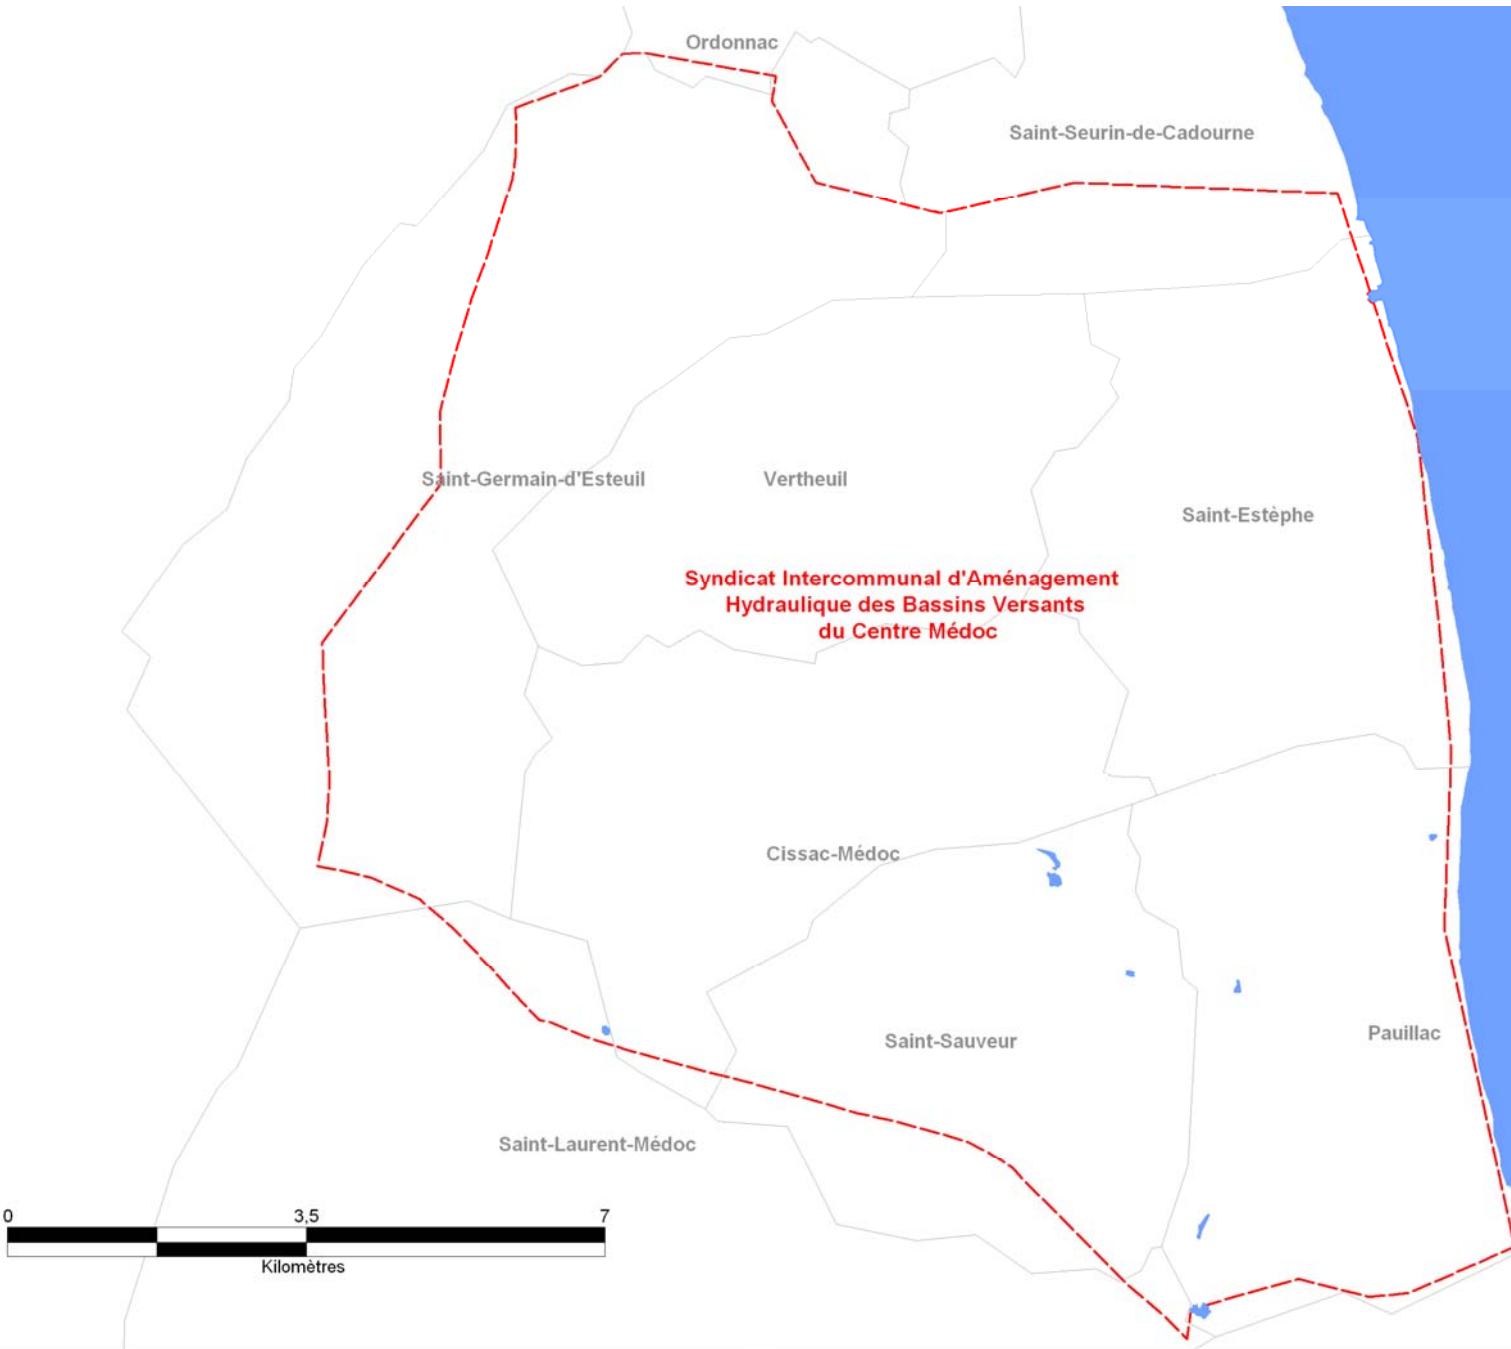 Ordonnac
Saint-Seurin-de-Cadourne
Saint-Germain-d'Esteuil
Vertheuil
Saint-Estèphe
Syndicat Intercommunal d'Aménagement
Hydraulique des Bassins Versants
du Centre Médoc
Cissac-Médoc
Saint-Sauveur
Pauillac
Saint-Laurent-Médoc
0 3,5 7
Kilomètres